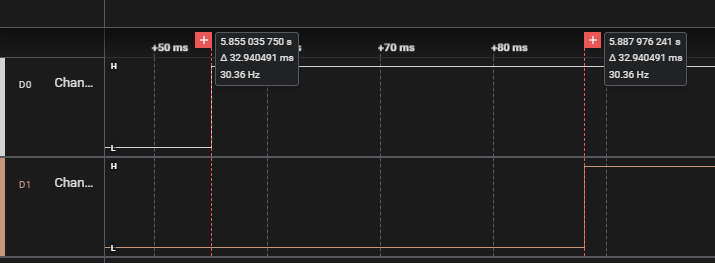 +50 ms
5.855 035 750 s
Δ 32.940491 ms
30.36 Hz
+70 ms
+80 ms
5.887 976 241 s
Δ 32.940491 ms
30.36 Hz
D0
Chan...
H
L
D1
Chan...
H
L